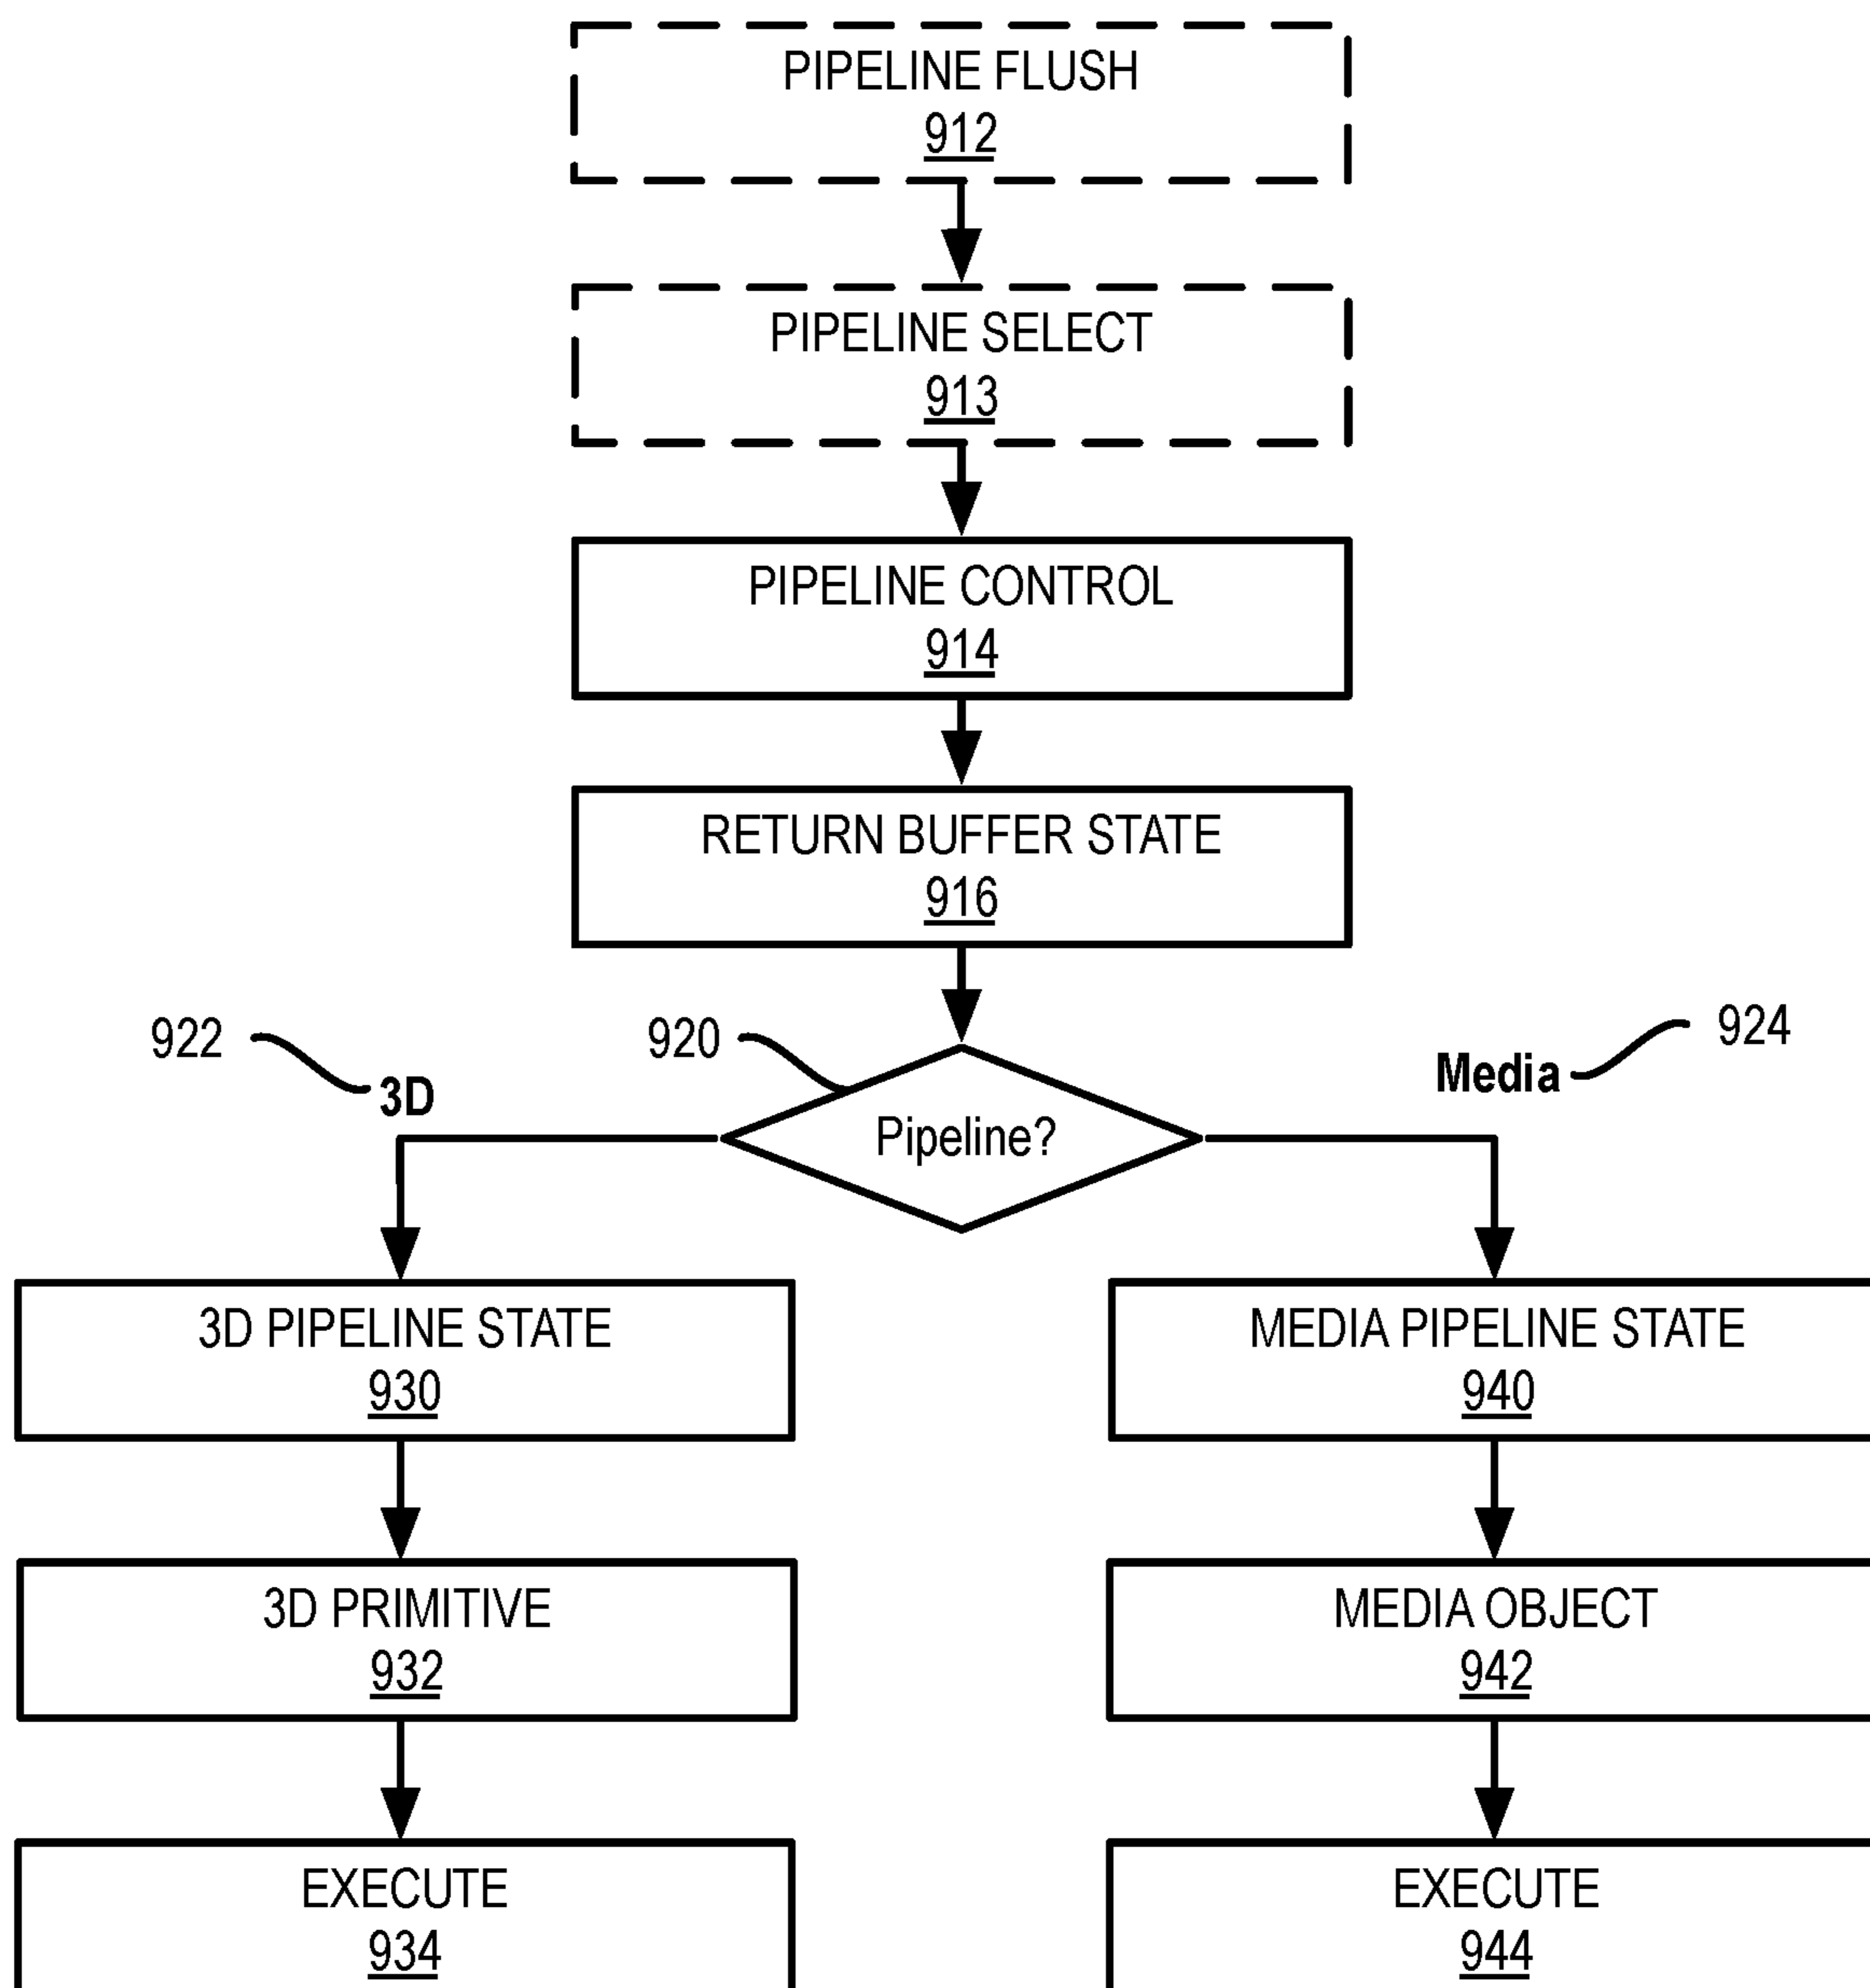 PIPELINE FLUSH
912
PIPELINE SELECT
913
PIPELINE CONTROL
914
RETURN BUFFER STATE
916
922
920
924
3D
Media
Pipeline?
3D PIPELINE STATE
930
MEDIA PIPELINE STATE
940
3D PRIMITIVE
932
MEDIA OBJECT
942
EXECUTE
934
EXECUTE
944